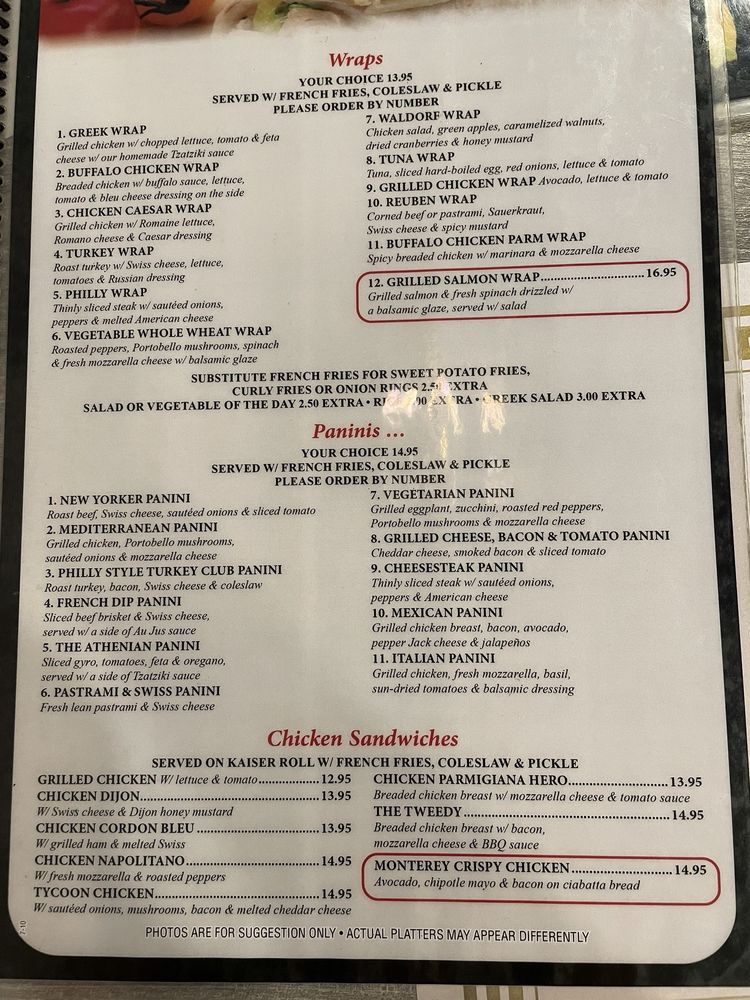 Wraps
YOUR CHOICE 13.95
SERVED W/ FRENCH FRIES, COLESLAW & PICKLE
PLEASE ORDER BY NUMBER
1. GREEK WRAP
Grilled chicken w/ chopped lettuce, tomato & feta
cheese w/ our homemade Tzatziki sauce
2. BUFFALO CHICKEN WRAP
Breaded chicken w/ buffalo sauce, lettuce,
tomato & bleu cheese dressing on the side
3. CHICKEN CAESAR WRAP
Grilled chicken w/ Romaine lettuce,
Romano cheese & Caesar dressing
4. TURKEY WRAP
Roast turkey w/ Swiss cheese, lettuce,
tomatoes & Russian dressing
5. PHILLY WRAP
Thinly sliced steak w/ sautéed onions,
peppers & melted American cheese
6. VEGETABLE WHOLE WHEAT WRAP
Roasted peppers, Portobello mushrooms, spinach
& fresh mozzarella cheese w/ balsamic glaze
7. WALDORF WRAP
Chicken salad, green apples, caramelized walnuts,
dried cranberries & honey mustard
8. TUNA WRAP
Tuna, sliced hard-boiled egg, red onions, lettuce & tomato
9. GRILLED CHICKEN WRAP Avocado, lettuce & tomato
10. REUBEN WRAP
Corned beef or pastrami, Sauerkraut,
Swiss cheese & spicy mustard
11. BUFFALO CHICKEN PARM WRAP
Spicy breaded chicken w/ marinara & mozzarella cheese
12. GRILLED SALMON WRAP..............................16.95
Grilled salmon & fresh spinach drizzled w/
a balsamic glaze, served w/ salad
SUBSTITUTE FRENCH FRIES FOR SWEET POTATO FRIES,
CURLY FRIES OR ONION RINGS 2.50 EXTRA
SALAD OR VEGETABLE OF THE DAY 2.50 EXTRA • EXTRA • GREEK SALAD 3.00 EXTRA
Paninis ...
YOUR CHOICE 14.95
SERVED W/ FRENCH FRIES, COLESLAW & PICKLE
PLEASE ORDER BY NUMBER
1. NEW YORKER PANINI
Roast beef, Swiss cheese, sautéed onions & sliced tomato
2. MEDITERRANEAN PANINI
Grilled chicken, Portobello mushrooms,
sautéed onions & mozzarella cheese
3. PHILLY STYLE TURKEY CLUB PANINI
Roast turkey, bacon, Swiss cheese & coleslaw
4. FRENCH DIP PANINI
Sliced beef brisket & Swiss cheese,
served w/ a side of Au Jus sauce
5. THE ATHENIAN PANINI
Sliced gyro, tomatoes, feta & oregano,
served w/ a side of Tzatziki sauce
6. PASTRAMI & SWISS PANINI
Fresh lean pastrami & Swiss cheese
7. VEGETARIAN PANINI
Grilled eggplant, zucchini, roasted red peppers,
Portobello mushrooms & mozzarella cheese
8. GRILLED CHEESE, BACON & TOMATO PANINI
Cheddar cheese, smoked bacon & sliced tomato
9. CHEESESTEAK PANINI
Thinly sliced steak w/ sautéed onions,
peppers & American cheese
10. MEXICAN PANINI
Grilled chicken breast, bacon, avocado,
pepper Jack cheese & jalapeños
11. ITALIAN PANINI
Grilled chicken, fresh mozzarella, basil,
sun-dried tomatoes & balsamic dressing
Chicken Sandwiches
SERVED ON KAISER ROLL W/ FRENCH FRIES, COLESLAW & PICKLE
GRILLED CHICKEN W/ lettuce & tomato.................12.95
CHICKEN DIJON....................................................13.95
W/ Swiss cheese & Dijon honey mustard
CHICKEN CORDON BLEU...................................13.95
W/ grilled ham & melted Swiss
CHICKEN NAPOLITANO......................................14.95
W/ fresh mozzarella & roasted peppers
TYCOON CHICKEN................................................14.95
W/ sautéed onions, mushrooms, bacon & melted cheddar cheese
CHICKEN PARMIGIANA HERO...........................13.95
Breaded chicken breast w/ mozzarella cheese & tomato sauce
THE TWEEDY.......................................................14.95
Breaded chicken breast w/ bacon,
mozzarella cheese & BBQ sauce
MONTEREY CRISPY CHICKEN............................14.95
Avocado, chipotle mayo & bacon on ciabatta bread
7-10
PHOTOS ARE FOR SUGGESTION ONLY • ACTUAL PLATTERS MAY APPEAR DIFFERENTLY